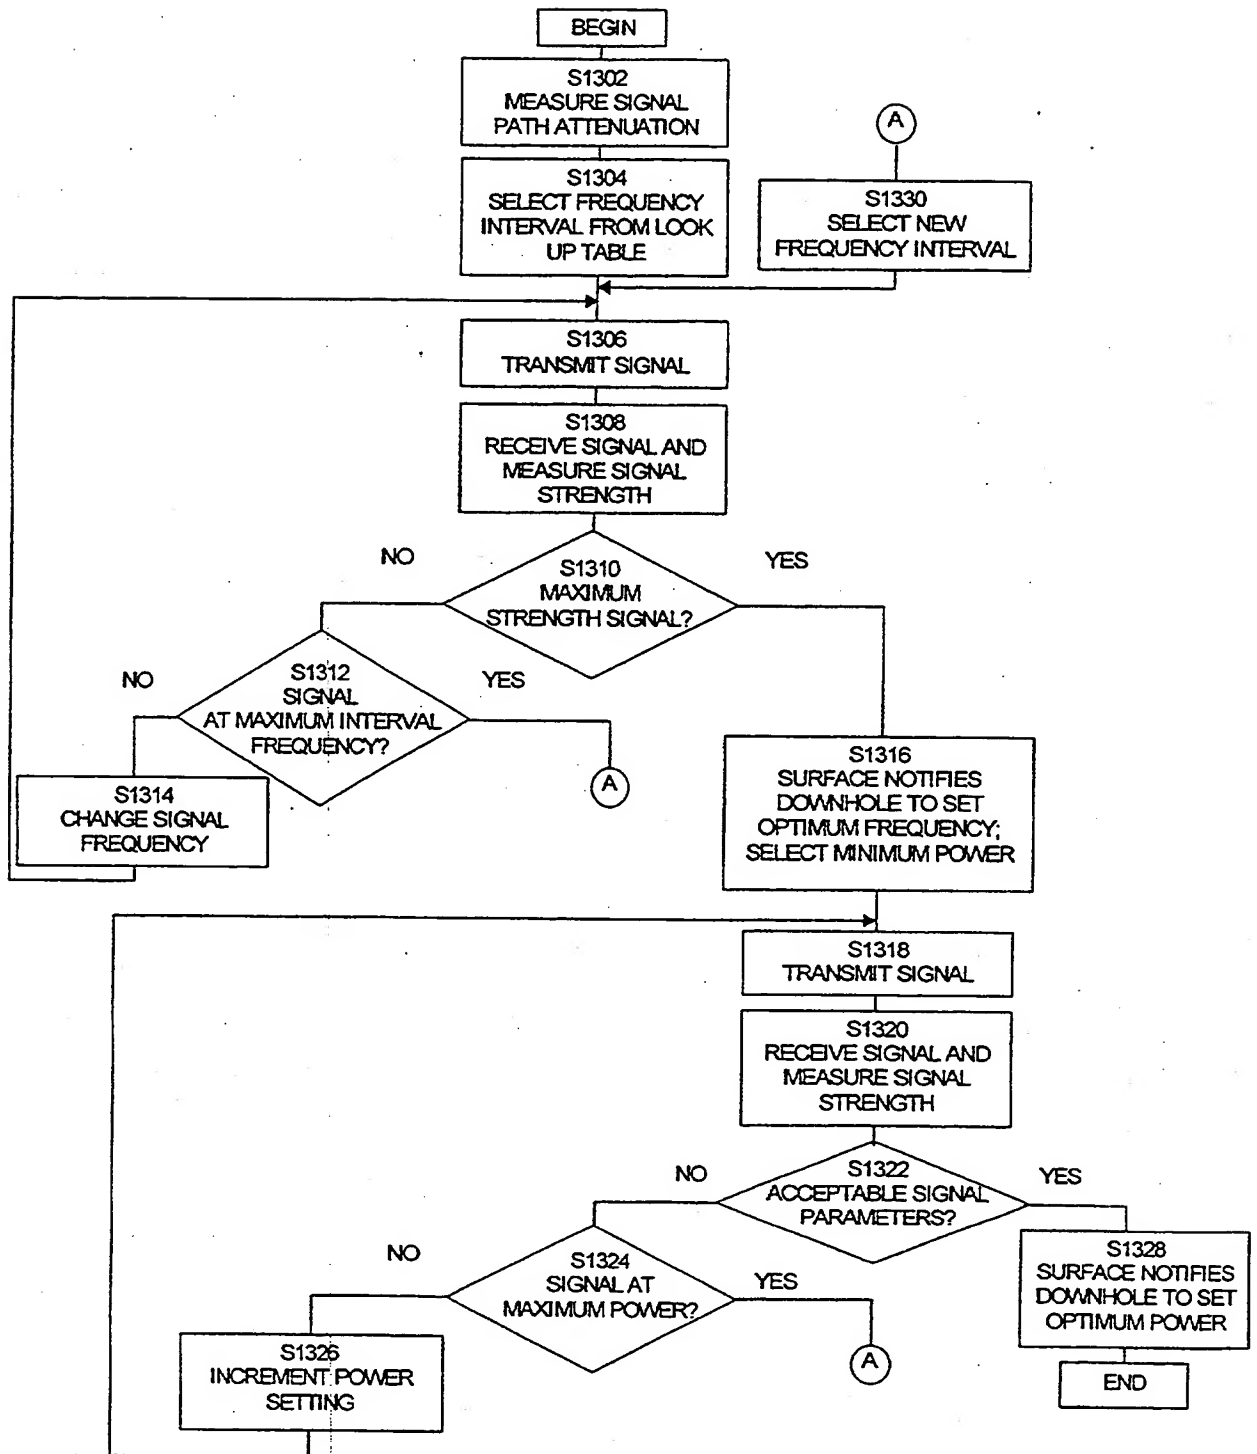 BEGIN
S1302
MEASURE SIGNAL
PATH ATTENUATION
A
S1304
SELECT FREQUENCY
INTERVAL FROM LOOK
UP TABLE
S1330
SELECT NEW
FREQUENCY INTERVAL
S1306
TRANSMIT SIGNAL
S1308
RECEIVE SIGNAL AND
MEASURE SIGNAL
STRENGTH
NO
S1310
MAXIMUM
STRENGTH SIGNAL?
YES
NO
S1312
SIGNAL
AT MAXIMUM INTERVAL
FREQUENCY?
YES
A
S1314
CHANGE SIGNAL
FREQUENCY
S1316
SURFACE NOTIFIES
DOWNHOLE TO SET
OPTIMUM FREQUENCY;
SELECT MINIMUM POWER
S1318
TRANSMIT SIGNAL
S1320
RECEIVE SIGNAL AND
MEASURE SIGNAL
STRENGTH
NO
S1322
ACCEPTABLE SIGNAL
PARAMETERS?
YES
NO
S1324
SIGNAL AT
MAXIMUM POWER?
YES
A
S1328
SURFACE NOTIFIES
DOWNHOLE TO SET
OPTIMUM POWER
S1326
INCREMENT POWER
SETTING
END